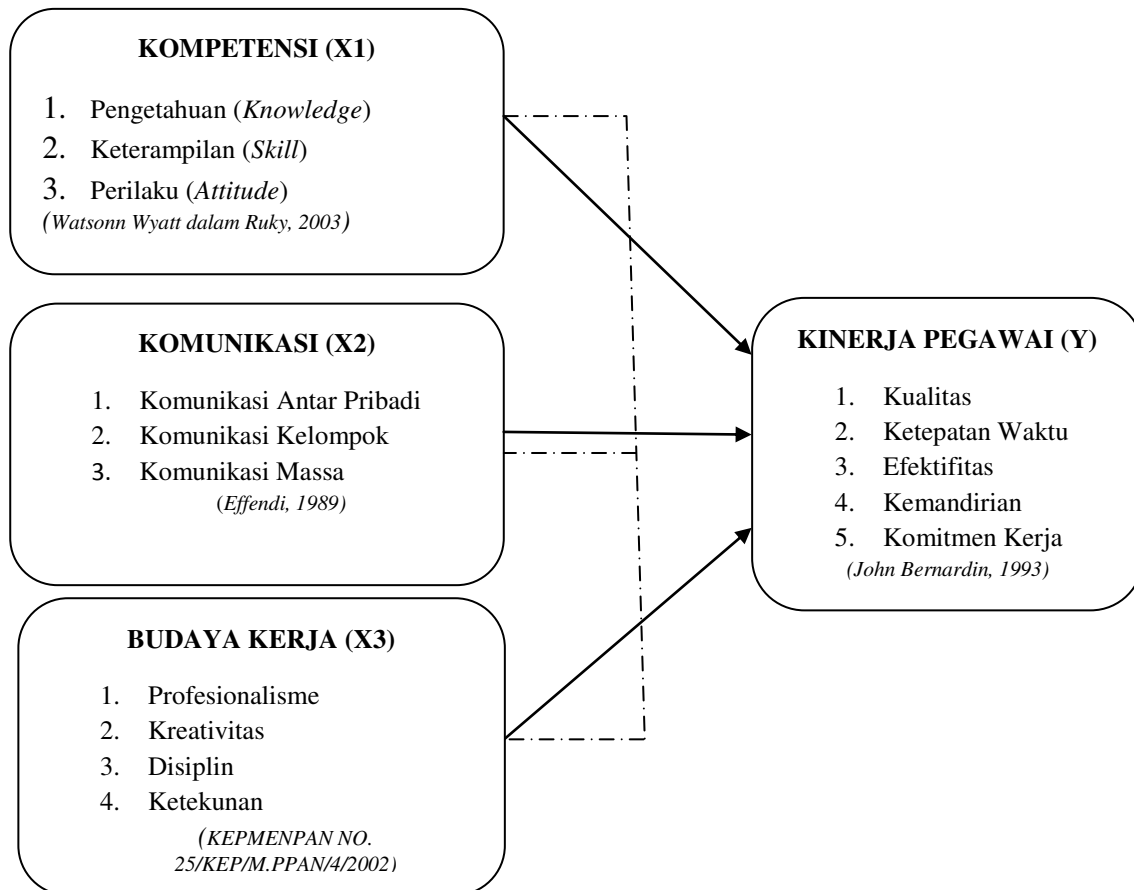 KOMPETENSI (X1)
1. Pengetahuan (Knowledge)
2. Keterampilan (Skill)
3. Perilaku (Attitude)
(Watsonn Wyatt dalam Ruky, 2003)
KOMUNIKASI (X2)
1. Komunikasi Antar Pribadi
2. Komunikasi Kelompok
3. Komunikasi Massa
(Effendi, 1989)
BUDAYA KERJA (X3)
1. Profesionalisme
2. Kreativitas
3. Disiplin
4. Ketekunan
(KEPMENPAN NO.
25/KEP/M.PPAN/4/2002)
KINERJA PEGAWAI (Y)
1. Kualitas
2. Ketepatan Waktu
3. Efektifitas
4. Kemandirian
5. Komitmen Kerja
(John Bernardin, 1993)